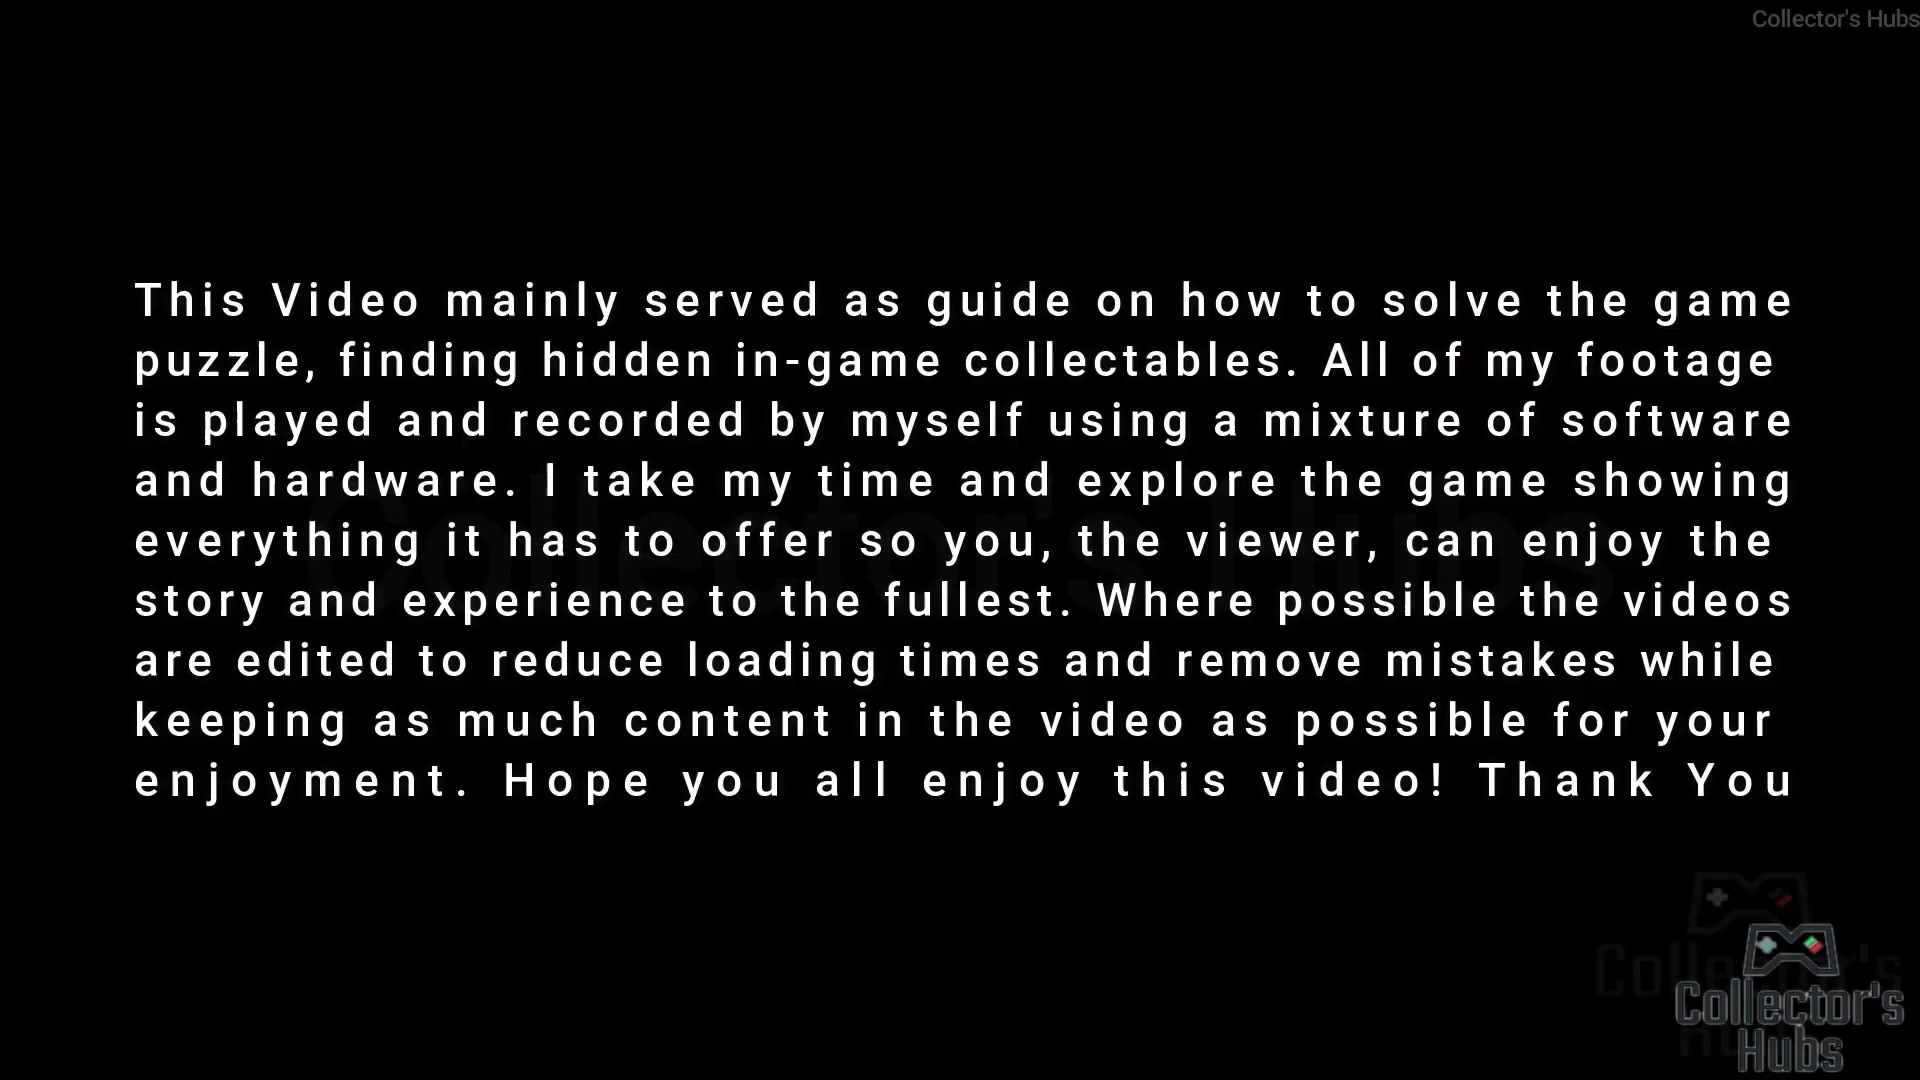 Collector's Hubs
This Video mainly served as guide on how to solve the game
puzzle, finding hidden in-game collectables. All of my footage
is played and recorded by myself using a mixture of software
and hardware. I take my time and explore the game showing
everything it has to offer so you, the viewer, can enjoy the
story and experience to the fullest. Where possible the videos
are edited to reduce loading times and remove mistakes while
keeping as much content in the video as possible for your
enjoyment. Hope you all enjoy this video! Thank You
Collector's Hubs
Collector's
Hubs